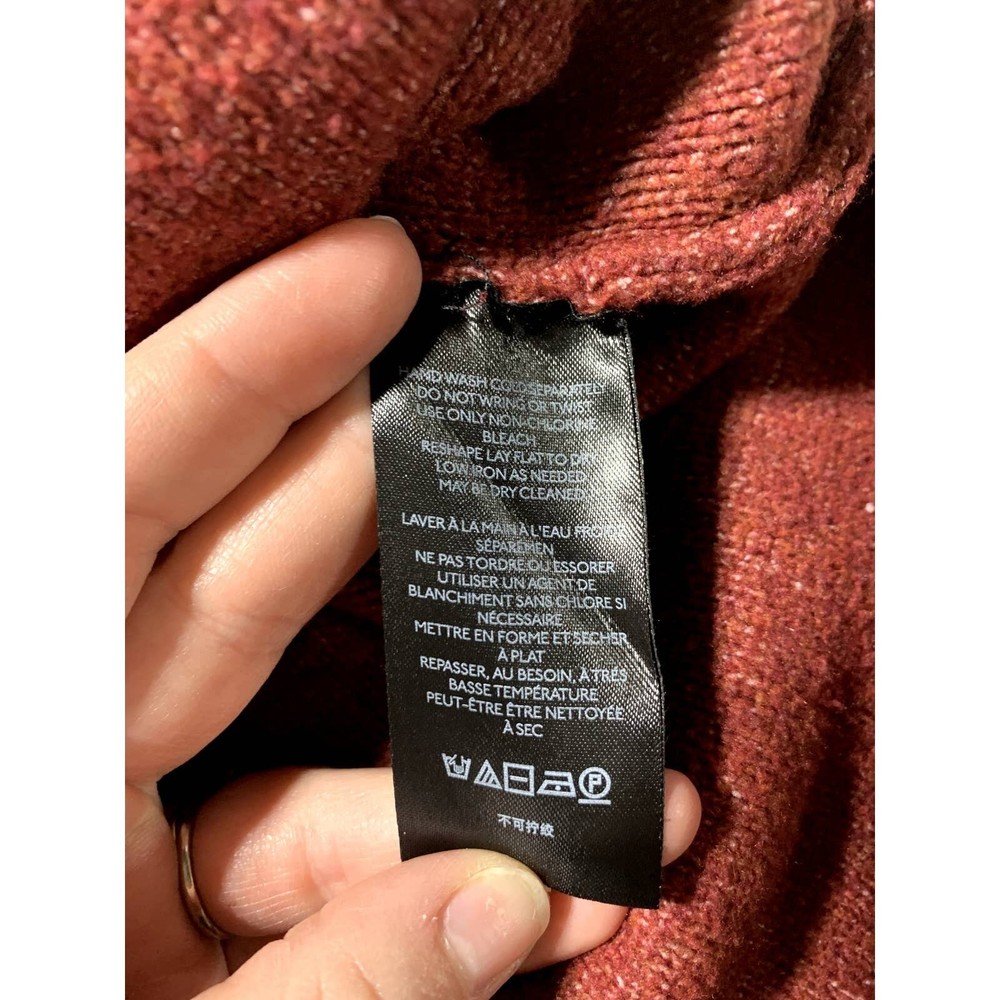 HAND WASH COLD SEPARATELY
DO NOT WRING OR TWIST
USE ONLY NON-CHLORINE
BLEACH
RESHAPE LAY FLAT TO DRY
LOW IRON AS NEEDED
MAY BE DRY CLEANED
LAVER À LA MAIN À L'EAU FROIDE
SÉPARÉMEN
NE PAS TORDRE OU ESSORER
UTILISER UN AGENT DE
BLANCHIMENT SANS CHLORE SI
NÉCESSAIRE
METTRE EN FORME ET SÉCHER
À PLAT
REPASSER, AU BESOIN, À TRÈS
BASSE TEMPÉRATURE
PEUT-ÊTRE ÊTRE NETTOYÉE
À SEC
P
不可拧绞